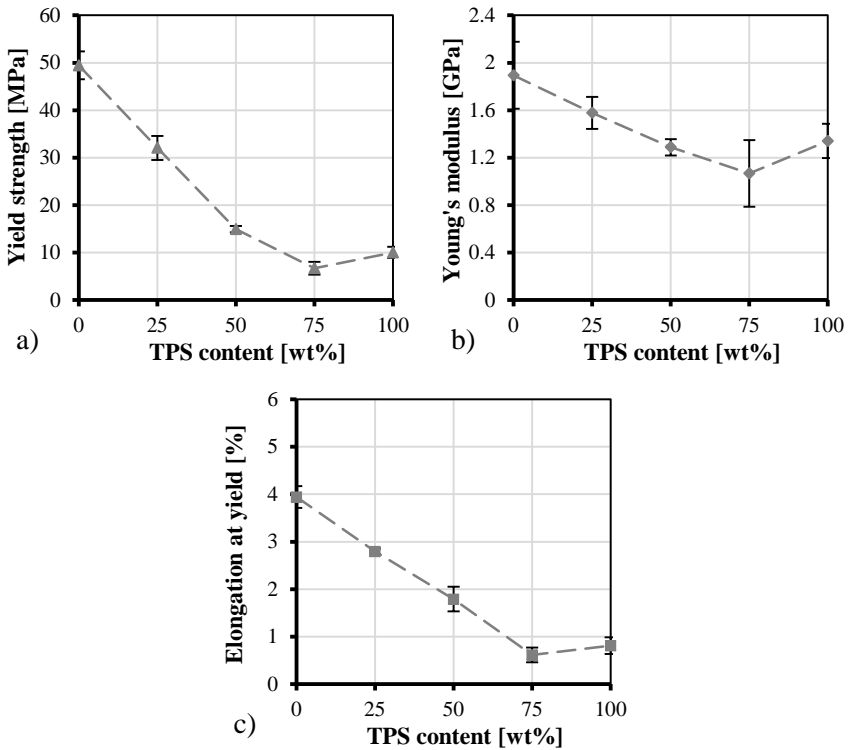 Yield strength [MPa]
60
50
40
30
20
10
0
0 25 50 75 100
a) TPS content [wt%]
Young's modulus [GPa]
2.4
2
1.6
1.2
0.8
0.4
0
0 25 50 75 100
b) TPS content [wt%]
Elongation at yield [%]
6
5
4
3
2
1
0
0 25 50 75 100
c) TPS content [wt%]